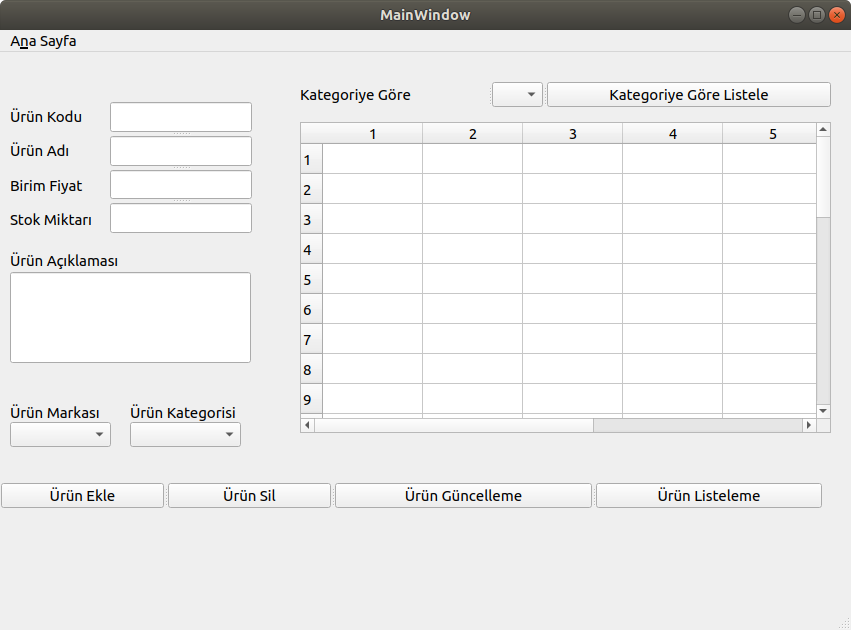 MainWindow
Ana Sayfa
Kategoriye Göre
Kategoriye Göre Listele
Ürün Kodu
Ürün Adı
Birim Fiyat
Stok Miktarı
Ürün Açıklaması
Ürün Markası
Ürün Kategorisi
1 2 3 4 5
1
2
3
4
5
6
7
8
9
Ürün Ekle
Ürün Sil
Ürün Güncelleme
Ürün Listeleme